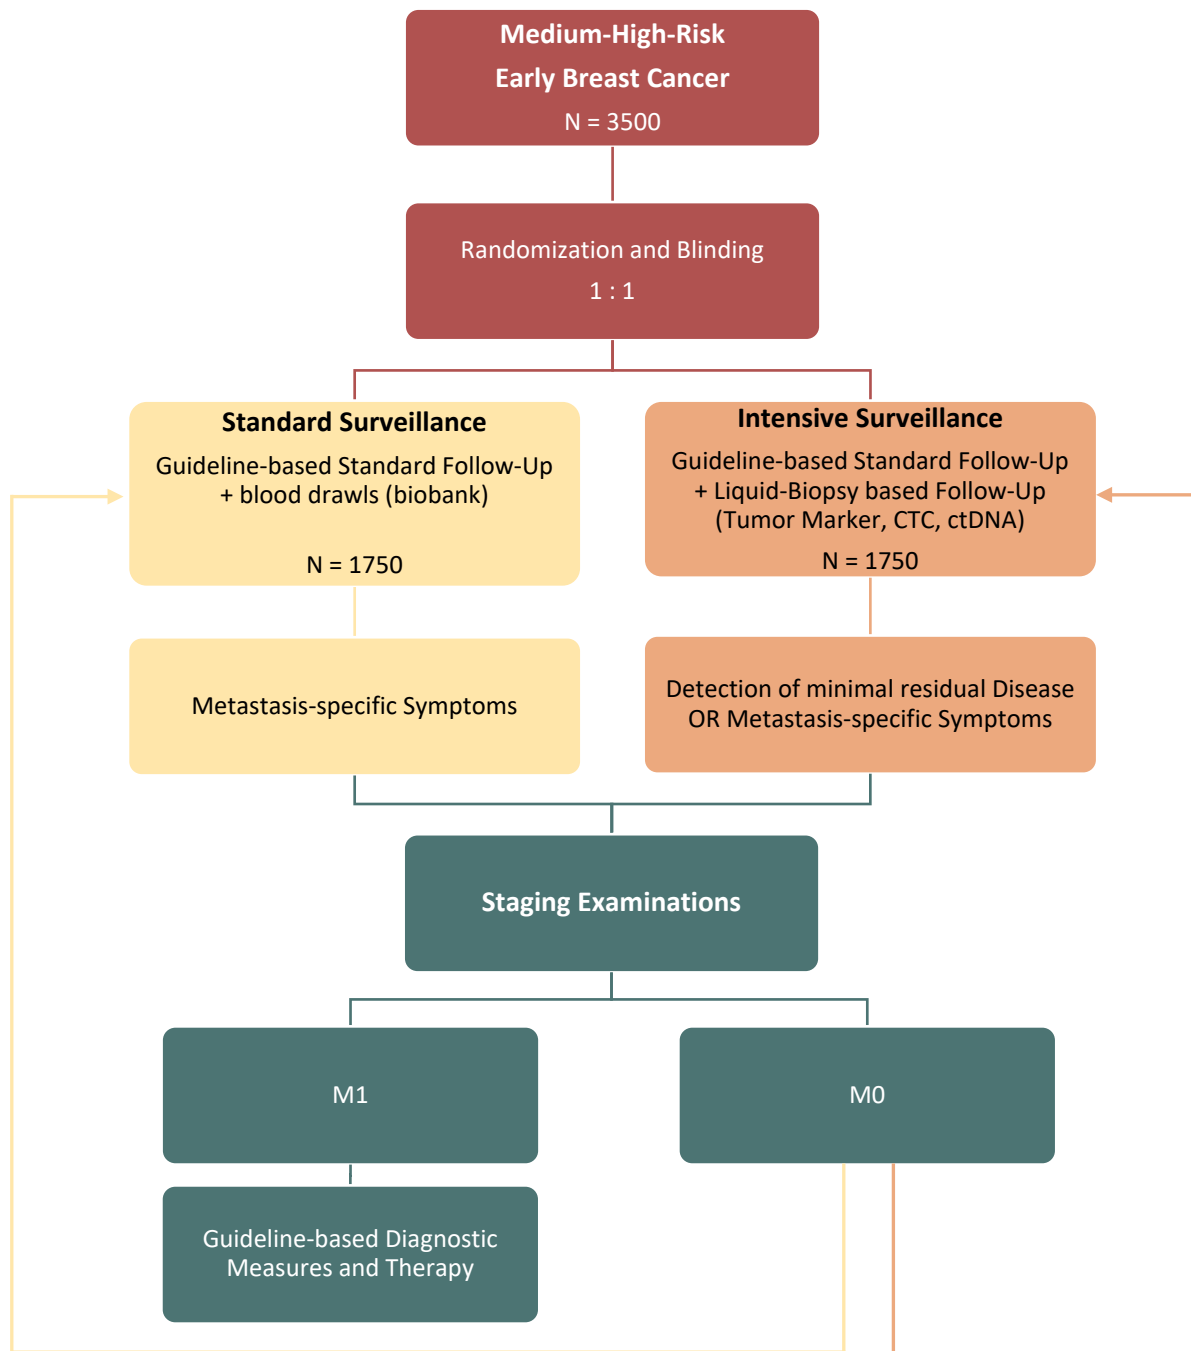 Medium-High-Risk
Early Breast Cancer
N = 3500
Randomization and Blinding
1 : 1
Standard Surveillance
Guideline-based Standard Follow-Up
+ blood drawls (biobank)
N = 1750
Intensive Surveillance
Guideline-based Standard Follow-Up
+ Liquid-Biopsy based Follow-Up
(Tumor Marker, CTC, ctDNA)
N = 1750
Metastasis-specific Symptoms
Detection of minimal residual Disease
OR Metastasis-specific Symptoms
Staging Examinations
M1
M0
Guideline-based Diagnostic
Measures and Therapy